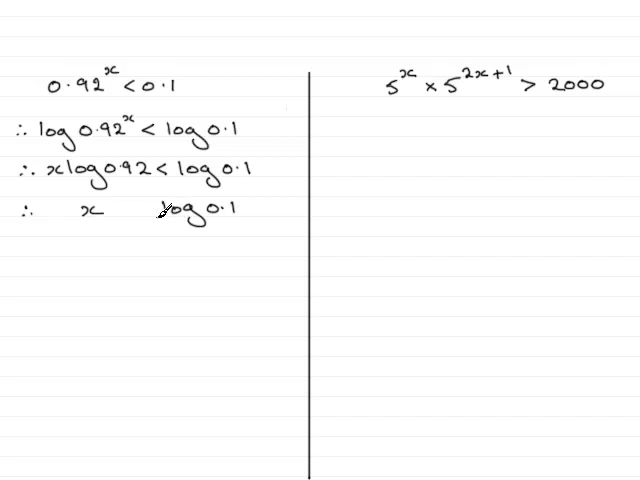 0.92^x < 0.1
∴ log 0.92^x < log 0.1
∴ x log 0.92 < log 0.1
∴ x log 0.1
5^x × 5^{2x+1} > 2000